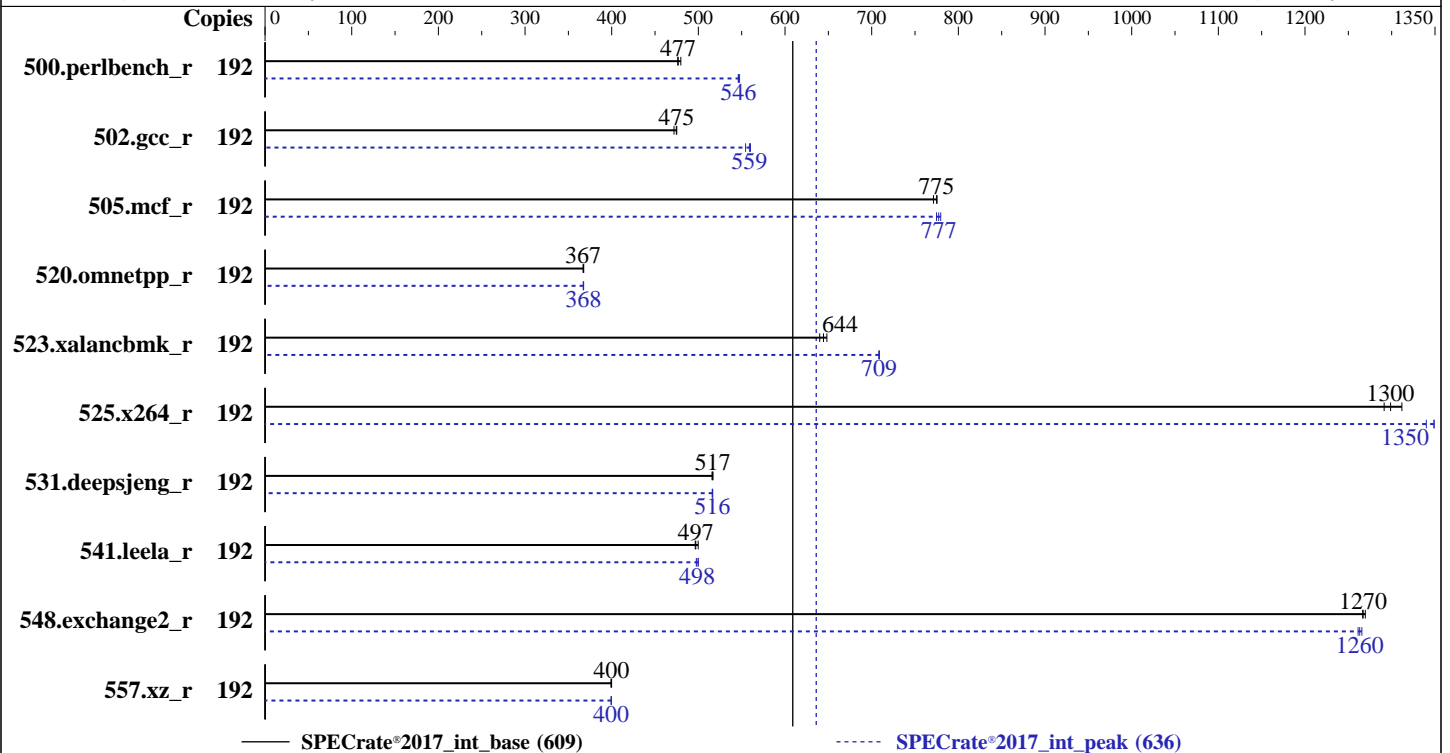 Copies 0 100 200 300 400 500 600 700 800 900 1000 1100 1200 1350
500.perlbench_r 192 477
546
502.gcc_r 192 475
559
505.mcf_r 192 775
777
520.omnetpp_r 192 367
368
523.xalancbmk_r 192 644
709
525.x264_r 192 1300
1350
531.deepsjeng_r 192 517
516
541.leela_r 192 497
498
548.exchange2_r 192 1270
1260
557.xz_r 192 400
400
SPECrate®2017_int_base (609) SPECrate®2017_int_peak (636)